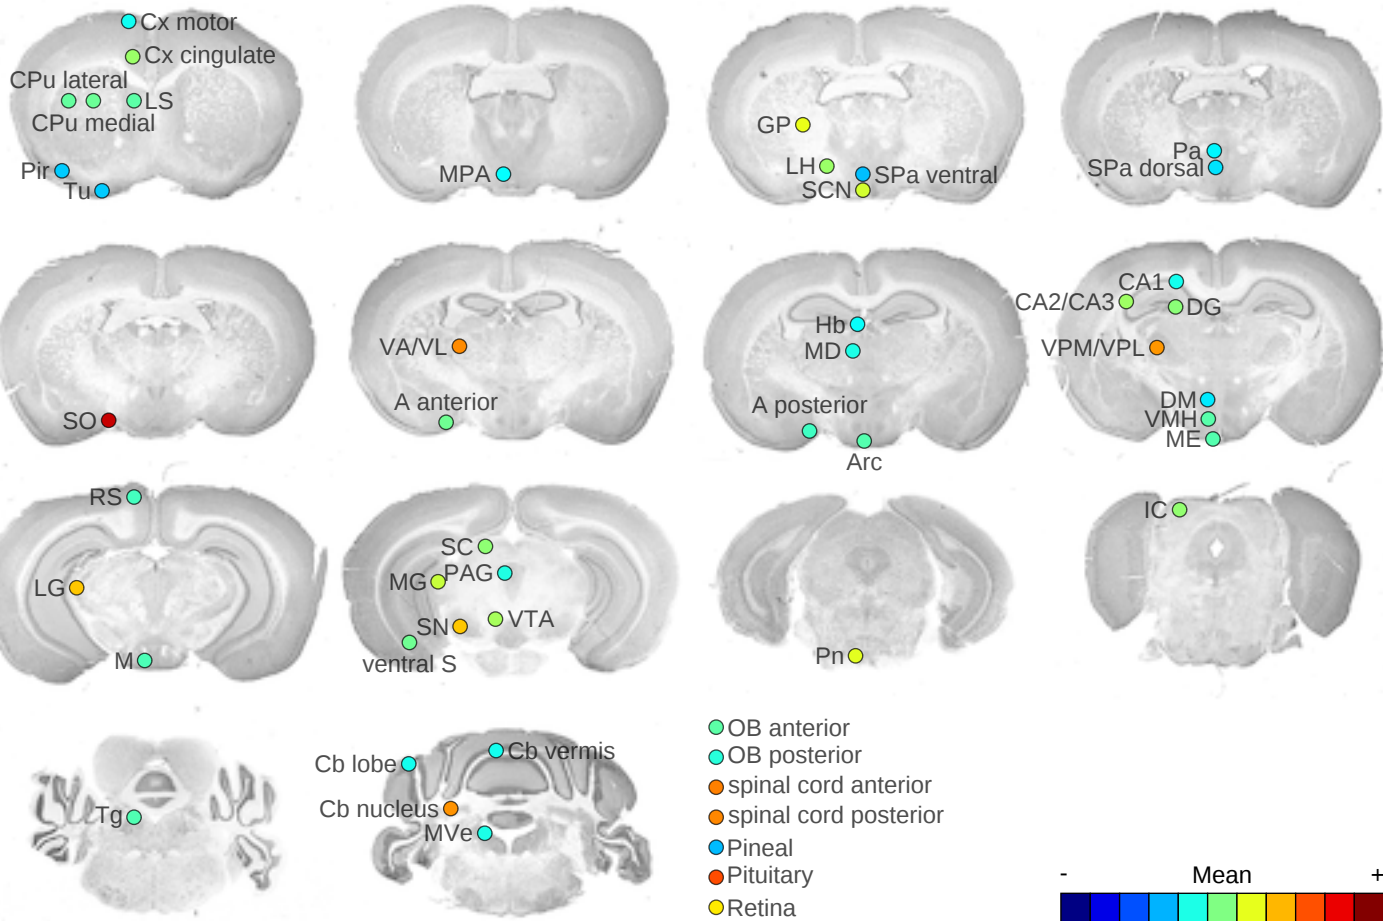 Cx motor
Cx cingulate
CPu lateral
LS
CPu medial
Pir
Tu
MPA
GP
LH
SPa ventral
SCN
Pa
SPa dorsal
SO
VA/VL
A anterior
Hb
MD
A posterior
Arc
CA1
CA2/CA3
DG
VPM/VPL
DM
VMH
ME
RS
LG
M
SC
PAG
MG
VTA
SN
ventral S
Pn
IC
Tg
Cb vermis
Cb lobe
Cb nucleus
MVe
OB anterior
OB posterior
spinal cord anterior
spinal cord posterior
Pineal
Pituitary
Retina
- Mean +